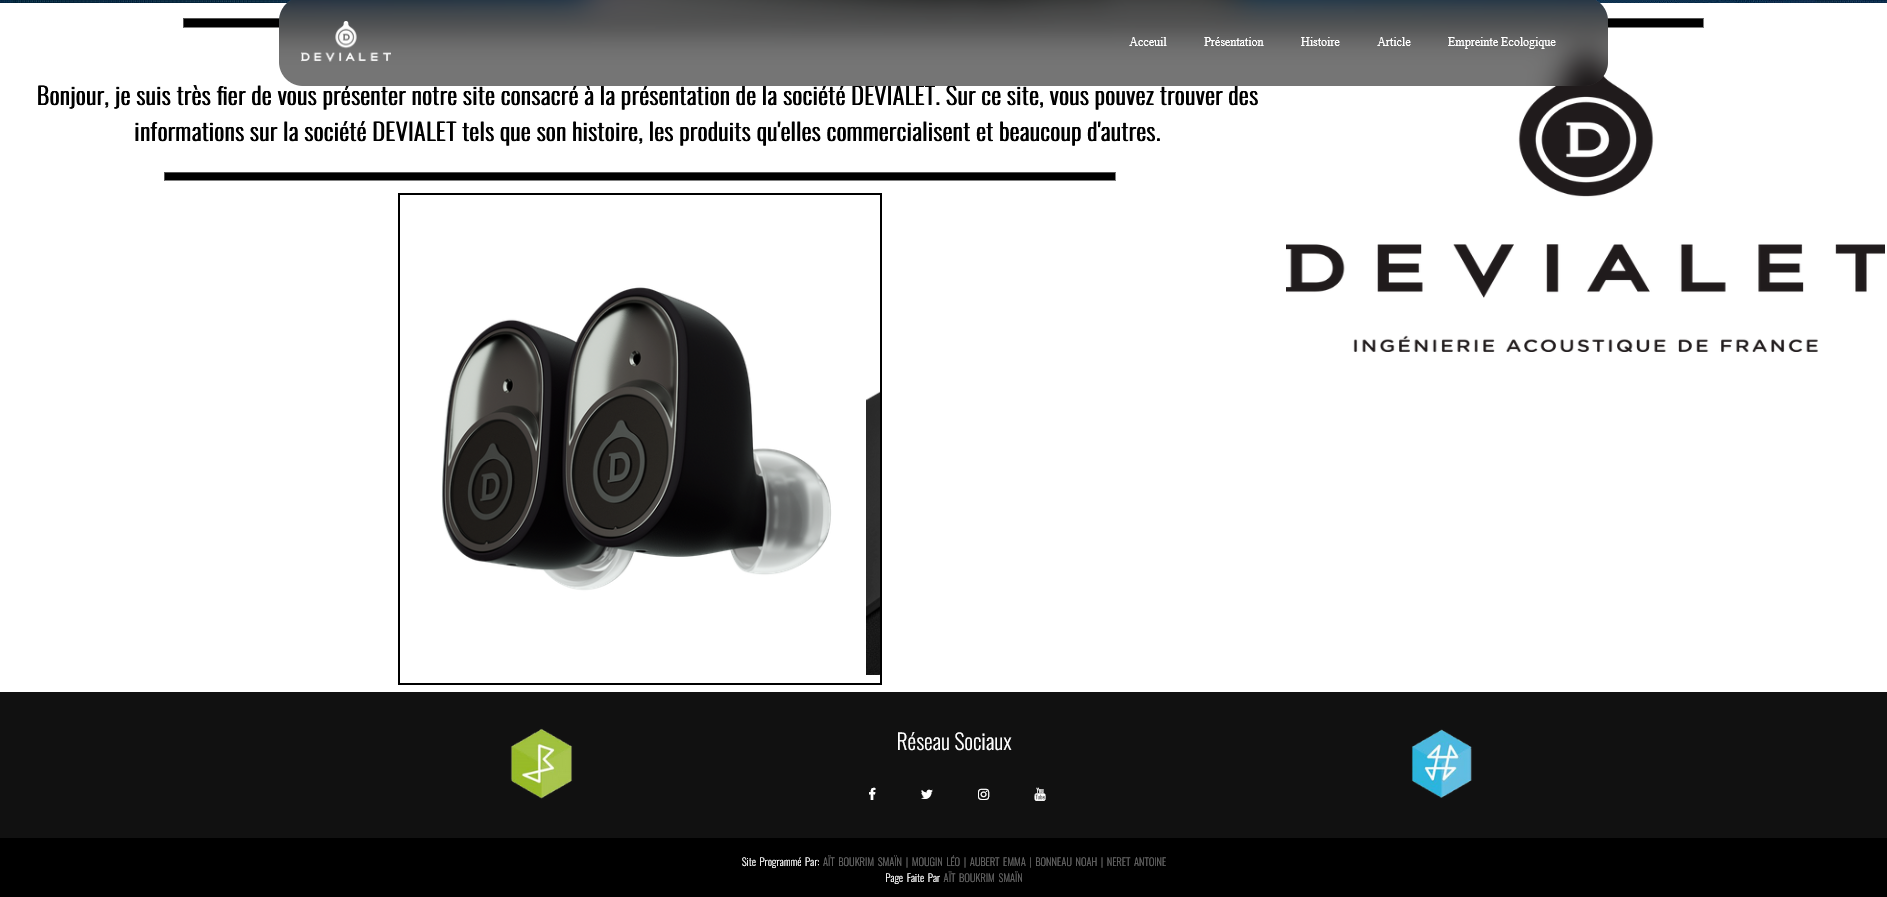 DEVIALET
Acceuil
Présentation
Histoire
Article
Empreinte Ecologique
Bonjour, je suis très fier de vous présenter notre site consacré à la présentation de la société DEVIALET. Sur ce site, vous pouvez trouver des
informations sur la société DEVIALET tels que son histoire, les produits qu'elles commercialisent et beaucoup d'autres.
D
DEVIALET
INGÉNIERIE ACOUSTIQUE DE FRANCE
D
D
Réseau Sociaux
Site Programmé Par: AÏT BOUKRIM SMAÏN | MOUGIN LÉO | AUBERT EMMA | BONNEAU NOAH | NERET ANTOINE
Page Faite Par AÏT BOUKRIM SMAÏN